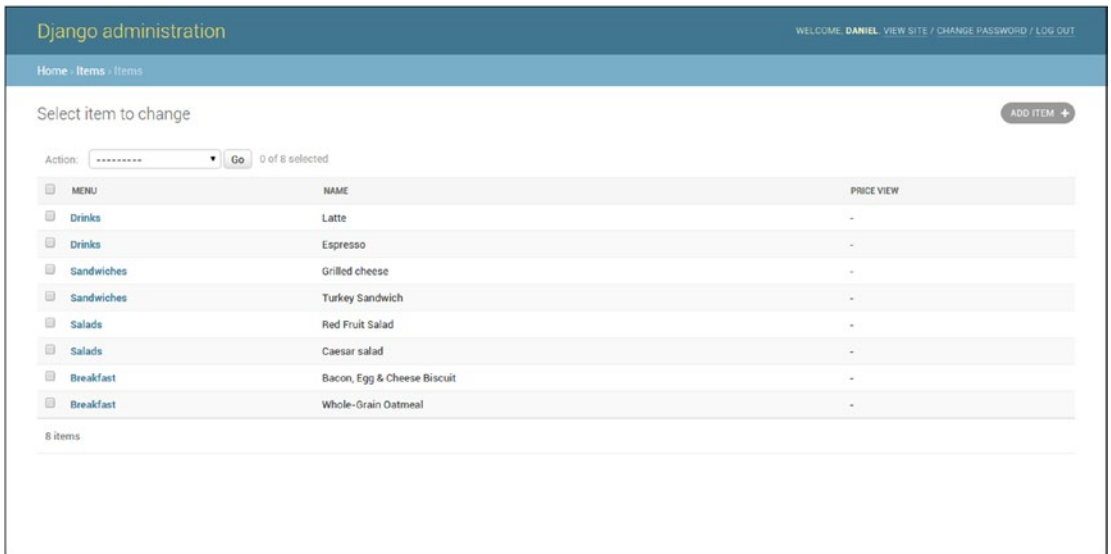 Django administration
WELCOME, DANIEL. VIEW SITE / CHANGE PASSWORD / LOG OUT
Home › Items › Items
Select item to change
ADD ITEM +
Action: --------- Go 0 of 8 selected
MENU NAME PRICE VIEW
Drinks Latte -
Drinks Espresso -
Sandwiches Grilled cheese -
Sandwiches Turkey Sandwich -
Salads Red Fruit Salad -
Salads Caesar salad -
Breakfast Bacon, Egg & Cheese Biscuit -
Breakfast Whole-Grain Oatmeal -
8 items